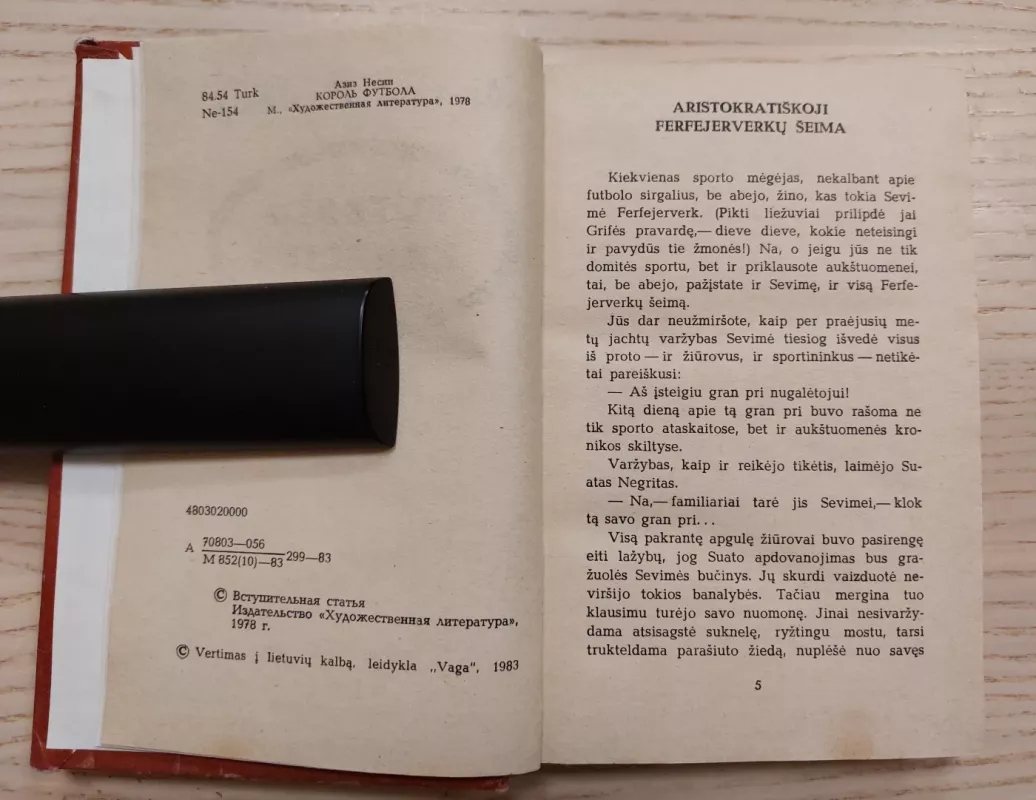 84.54 Turk
Ne-154
Азиз Несин
КОРОЛЬ ФУТБОЛА
М., «Художественная литература», 1978
4803020000
А 70803—056
М 852(10)—83 299—83
© Вступительная статья
Издательство «Художественная литература»,
1978 г.
© Vertimas į lietuvių kalbą. leidykla „Vaga", 1983
ARISTOKRATIŠKOJI
FERFEJERVERKŲ ŠEIMA
Kiekvienas sporto mėgėjas, nekalbant apie
futbolo sirgalius, be abejo, žino, kas tokia Sevi-
mė Ferfejerverk. (Pikti liežuviai prilipdė jai
Grifės pravardę,— dieve dieve, kokie neteisingi
ir pavydūs tie žmonės!) Na, o jeigu jūs ne tik
domitės sportu, bet ir priklausote aukštuomenei,
tai, be abejo, pažįstate ir Sevimę, ir visą Ferfe-
jerverkų šeimą.
Jūs dar neužmiršote, kaip per praėjusių me-
tų jachtų varžybas Sevimė tiesiog išvedė visus
iš proto — ir žiūrovus, ir sportininkus — netikė-
tai pareiškusi:
— Aš įsteigiu gran pri nugalėtojui!
Kitą dieną apie tą gran pri buvo rašoma ne
tik sporto ataskaitose, bet ir aukštuomenės kro-
nikos skiltyse.
Varžybas, kaip ir reikėjo tikėtis, laimėjo Su-
atas Negritas.
— Na,— familiariai tarė jis Sevimei,— klok
tą savo gran pri...
Visą pakrantę apgulę žiūrovai buvo pasirengę
eiti lažybų, jog Suato apdovanojimas bus gra-
žuolės Sevimės bučinys. Jų skurdi vaizduotė ne-
viršijo tokios banalybės. Tačiau mergina tuo
klausimu turėjo savo nuomonę. Jinai nesivaržy-
dama atsisagstė suknelę, ryžtingu mostu, tarsi
trukteldama parašiuto žiedą, nuplėšė nuo savęs
5